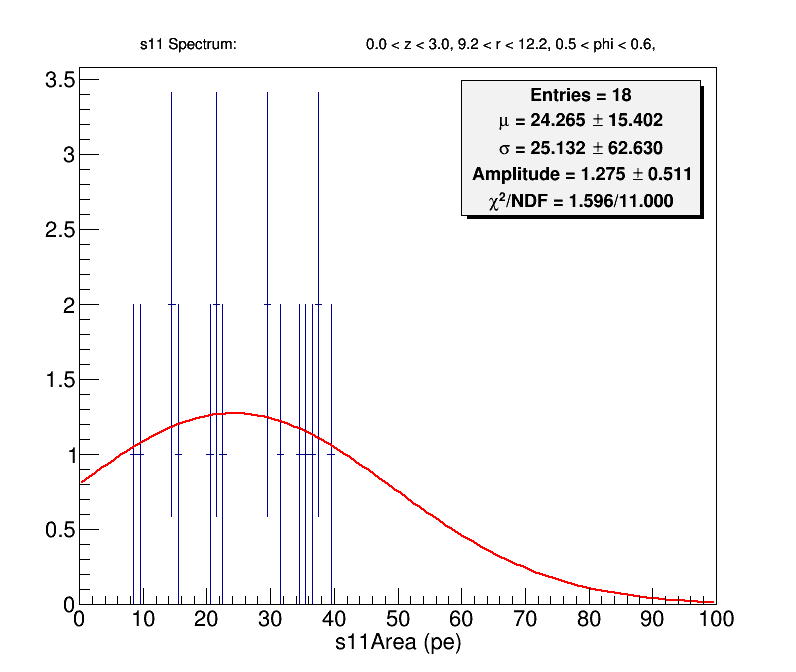 s11 Spectrum: 0.0 < z < 3.0, 9.2 < r < 12.2, 0.5 < phi < 0.6,
Entries = 18
μ = 24.265 ± 15.402
σ = 25.132 ± 62.630
Amplitude = 1.275 ± 0.511
χ²/NDF = 1.596/11.000
3.5
3
2.5
2
1.5
1
0.5
0
0 10 20 30 40 50 60 70 80 90 100
s11Area (pe)